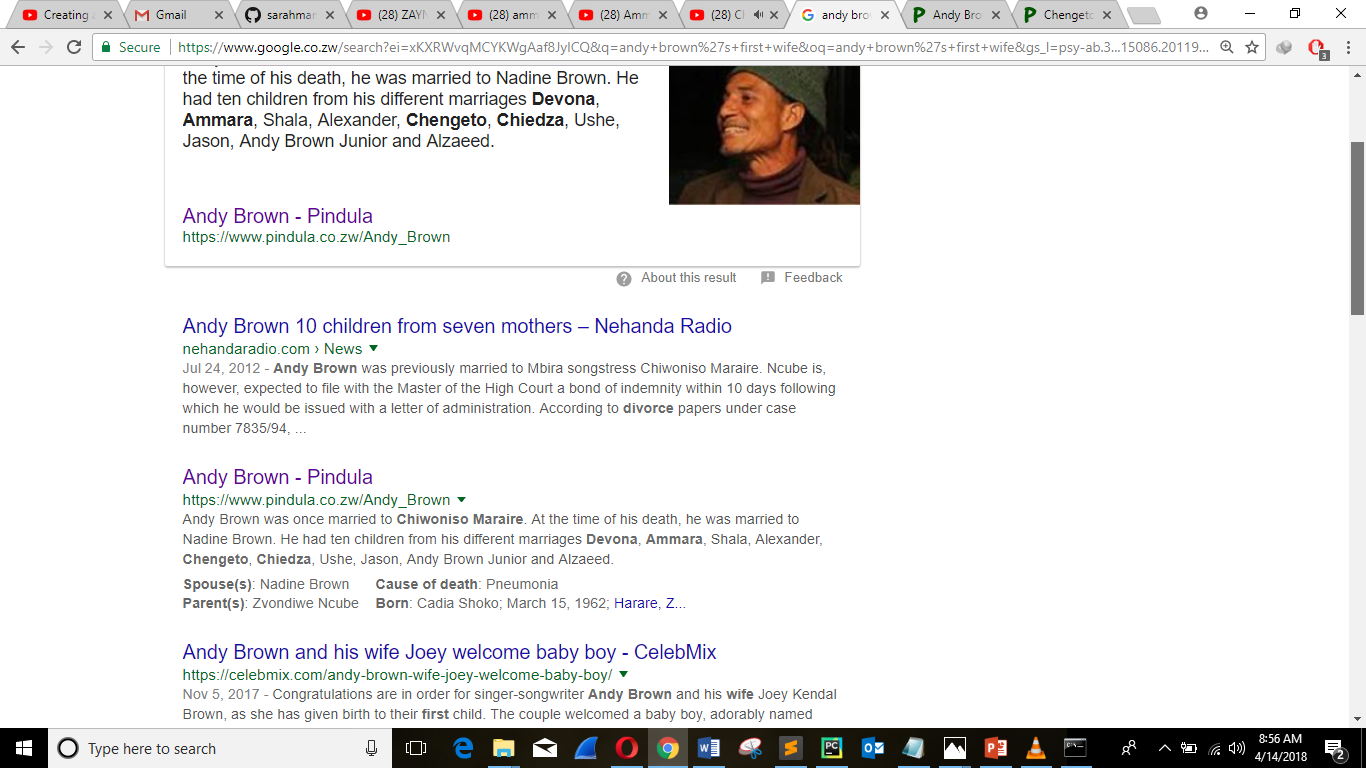 Creating a
Gmail
sarahmar
(28) ZAYN
(28) amm
(28) Amm
(28) Cl
andy brow
Andy Bro
Chengeto
Secure
https://www.google.co.zw/search?ei=xKXRWvqMCYKWgAaf8JyICQ&q=andy+brown%27s+first+wife&oq=andy+brown%27s+first+wife&gs_l=psy-ab.3...15086.20119...
3
the time of his death, he was married to Nadine Brown. He
had ten children from his different marriages Devona,
Ammara, Shala, Alexander, Chengeto, Chiedza, Ushe,
Jason, Andy Brown Junior and Alzaeed.
Andy Brown - Pindula
https://www.pindula.co.zw/Andy_Brown
About this result
Feedback
Andy Brown 10 children from seven mothers – Nehanda Radio
nehandaradio.com › News
Jul 24, 2012 - Andy Brown was previously married to Mbira songstress Chiwoniso Maraire. Ncube is,
however, expected to file with the Master of the High Court a bond of indemnity within 10 days following
which he would be issued with a letter of administration. According to divorce papers under case
number 7835/94, ...
Andy Brown - Pindula
https://www.pindula.co.zw/Andy_Brown
Andy Brown was once married to Chiwoniso Maraire. At the time of his death, he was married to
Nadine Brown. He had ten children from his different marriages Devona, Ammara, Shala, Alexander,
Chengeto, Chiedza, Ushe, Jason, Andy Brown Junior and Alzaeed.
Spouse(s): Nadine Brown Cause of death: Pneumonia
Parent(s): Zvondiwe Ncube Born: Cadia Shoko; March 15, 1962; Harare, Z...
Andy Brown and his wife Joey welcome baby boy - CelebMix
https://celebmix.com/andy-brown-wife-joey-welcome-baby-boy/
Nov 5, 2017 - Congratulations are in order for singer-songwriter Andy Brown and his wife Joey Kendal
Brown, as she has given birth to their first child. The couple welcomed a baby boy, adorably named
Type here to search
8:56 AM
4/14/2018
2